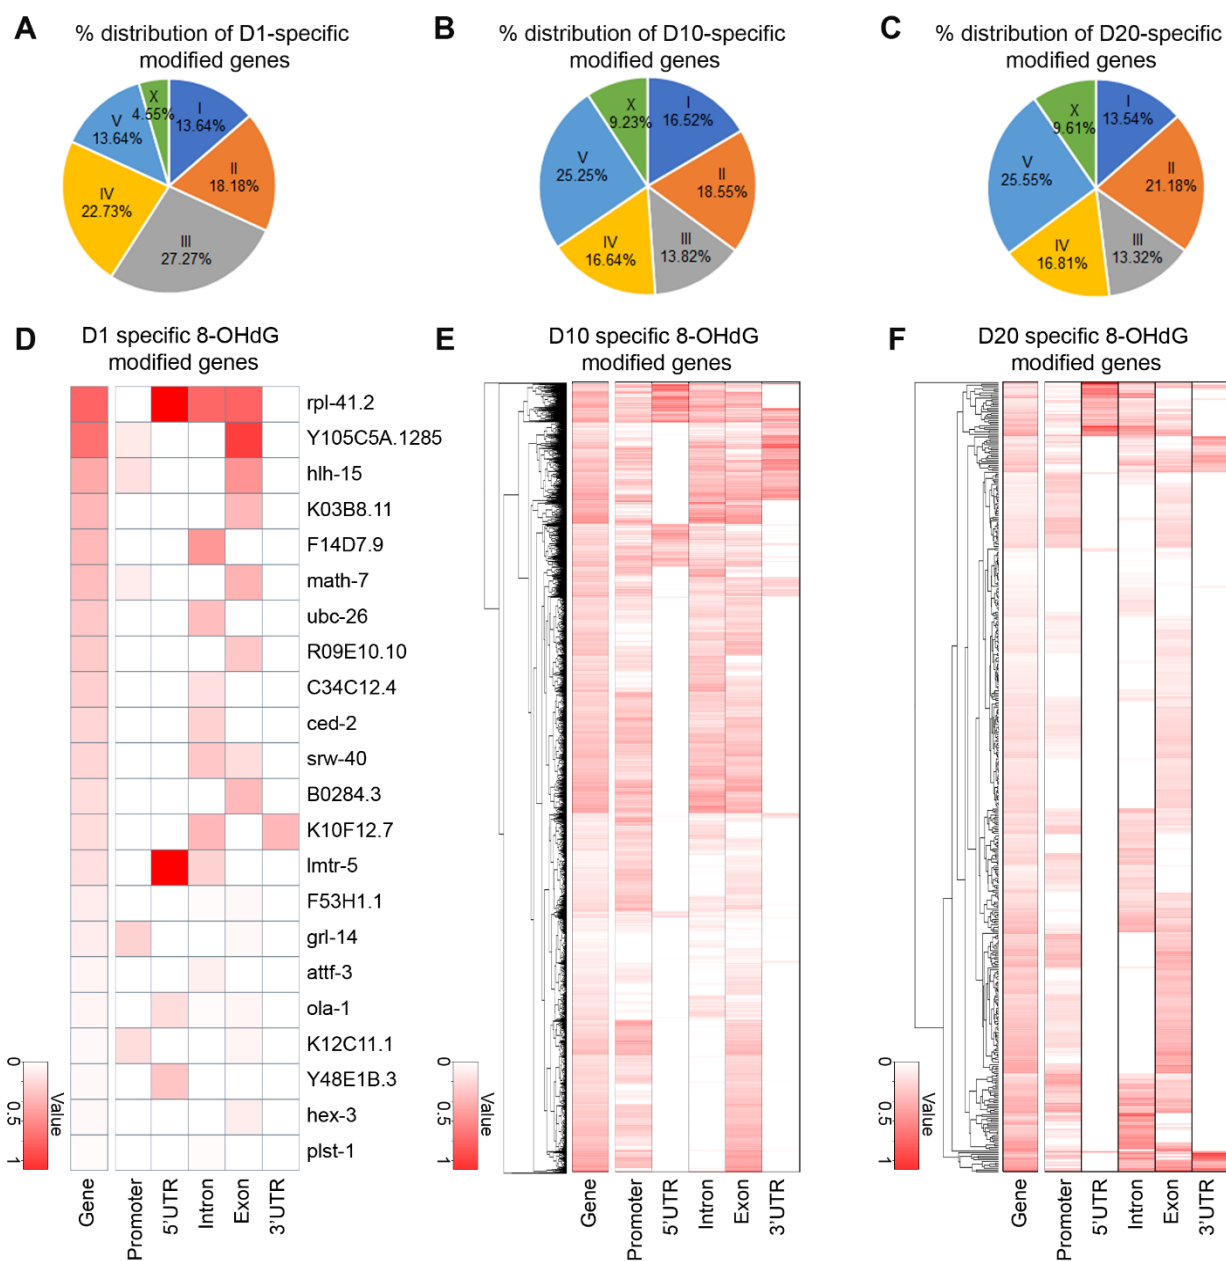 A
% distribution of D1-specific
modified genes
X
4.55%
I
13.64%
II
18.18%
III
27.27%
IV
22.73%
V
13.64%
B
% distribution of D10-specific
modified genes
X
9.23%
I
16.52%
II
18.55%
III
13.82%
IV
16.64%
V
25.25%
C
% distribution of D20-specific
modified genes
X
9.61%
I
13.54%
II
21.18%
III
13.32%
IV
16.81%
V
25.55%
D
D1 specific 8-OHdG
modified genes
rpl-41.2
Y105C5A.1285
hlh-15
K03B8.11
F14D7.9
math-7
ubc-26
R09E10.10
C34C12.4
ced-2
srw-40
B0284.3
K10F12.7
lmtr-5
F53H1.1
grl-14
attf-3
ola-1
K12C11.1
Y48E1B.3
hex-3
plst-1
0
0.5
1
Value
Gene
Promoter
5'UTR
Intron
Exon
3'UTR
E
D10 specific 8-OHdG
modified genes
0
0.5
1
Value
Gene
Promoter
5'UTR
Intron
Exon
3'UTR
F
D20 specific 8-OHdG
modified genes
0
0.5
1
Value
Gene
Promoter
5'UTR
Intron
Exon
3'UTR